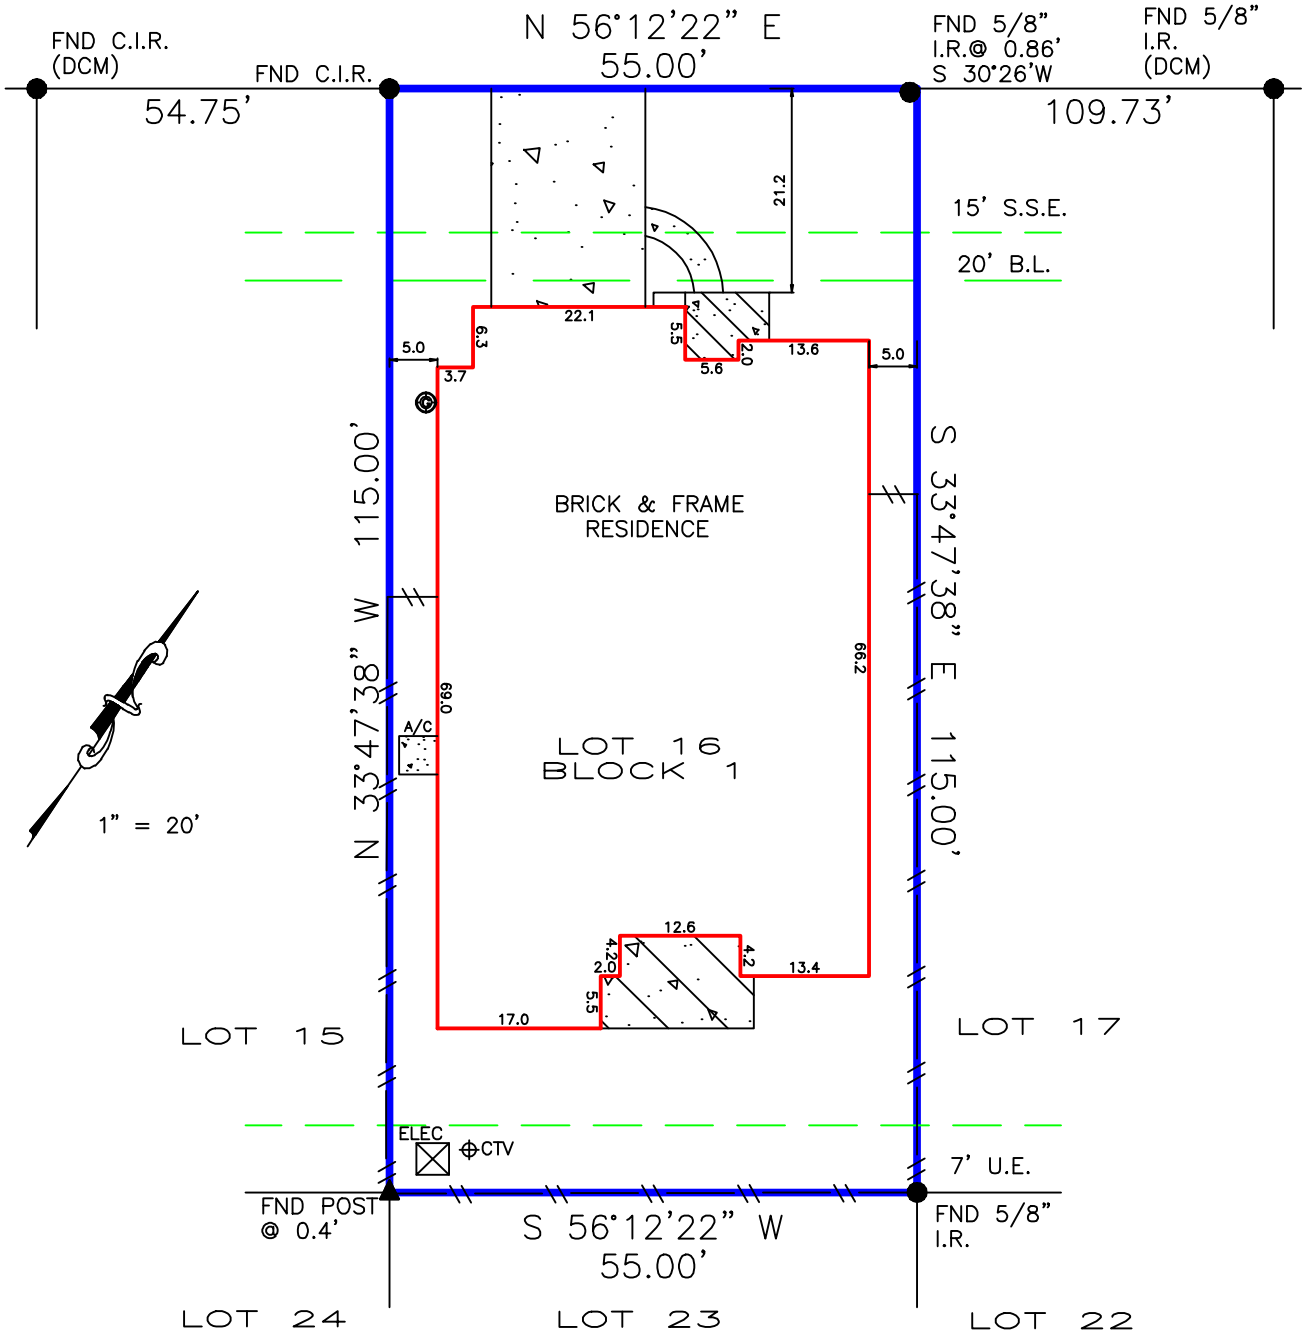 N 56°12'22" E
55.00'
FND C.I.R.
(DCM)
FND C.I.R.
FND 5/8"
I.R.@ 0.86'
S 30°26'W
FND 5/8"
I.R.
(DCM)
54.75'
109.73'
21.2
15' S.S.E.
20' B.L.
22.1
6.3
5.5
5.6
2.0
13.6
5.0
5.0
3.7
G
N 33°47'38" W 115.00'
S 33°47'38" E 115.00'
BRICK & FRAME
RESIDENCE
66.2
69.0
A/C
LOT 16
BLOCK 1
1" = 20'
12.6
4.2
4.2
2.0
13.4
5.5
17.0
LOT 15
LOT 17
ELEC
CTV
7' U.E.
FND POST
@ 0.4'
S 56°12'22" W
55.00'
FND 5/8"
I.R.
LOT 24
LOT 23
LOT 22